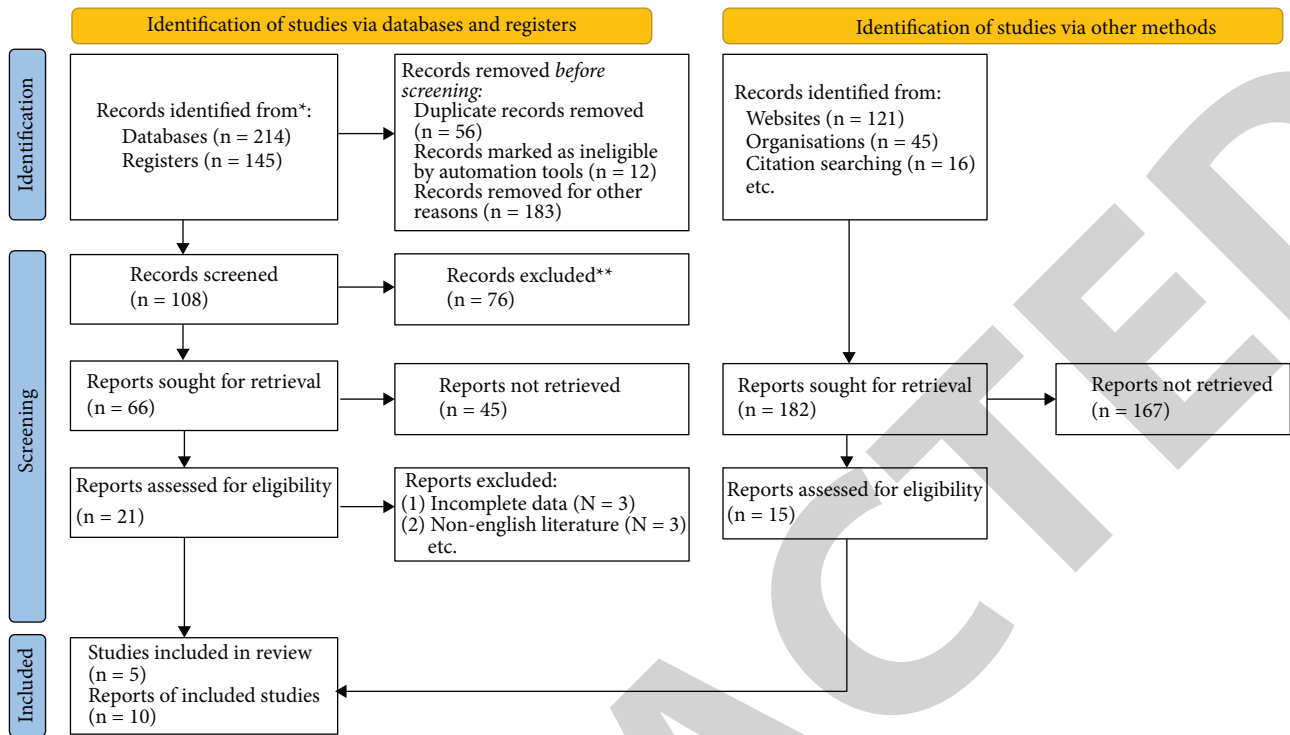 Identification of studies via databases and registers
Identification of studies via other methods
Identification
Records identified from*:
Databases (n = 214)
Registers (n = 145)
Records removed before
screening:
Duplicate records removed
(n = 56)
Records marked as ineligible
by automation tools (n = 12)
Records removed for other
reasons (n = 183)
Records identified from:
Websites (n = 121)
Organisations (n = 45)
Citation searching (n = 16)
etc.
Screening
Records screened
(n = 108)
Records excluded**
(n = 76)
Reports sought for retrieval
(n = 66)
Reports not retrieved
(n = 45)
Reports sought for retrieval
(n = 182)
Reports not retrieved
(n = 167)
Reports assessed for eligibility
(n = 21)
Reports excluded:
(1) Incomplete data (N = 3)
(2) Non-english literature (N = 3)
etc.
Reports assessed for eligibility
(n = 15)
Included
Studies included in review
(n = 5)
Reports of included studies
(n = 10)
ACTED